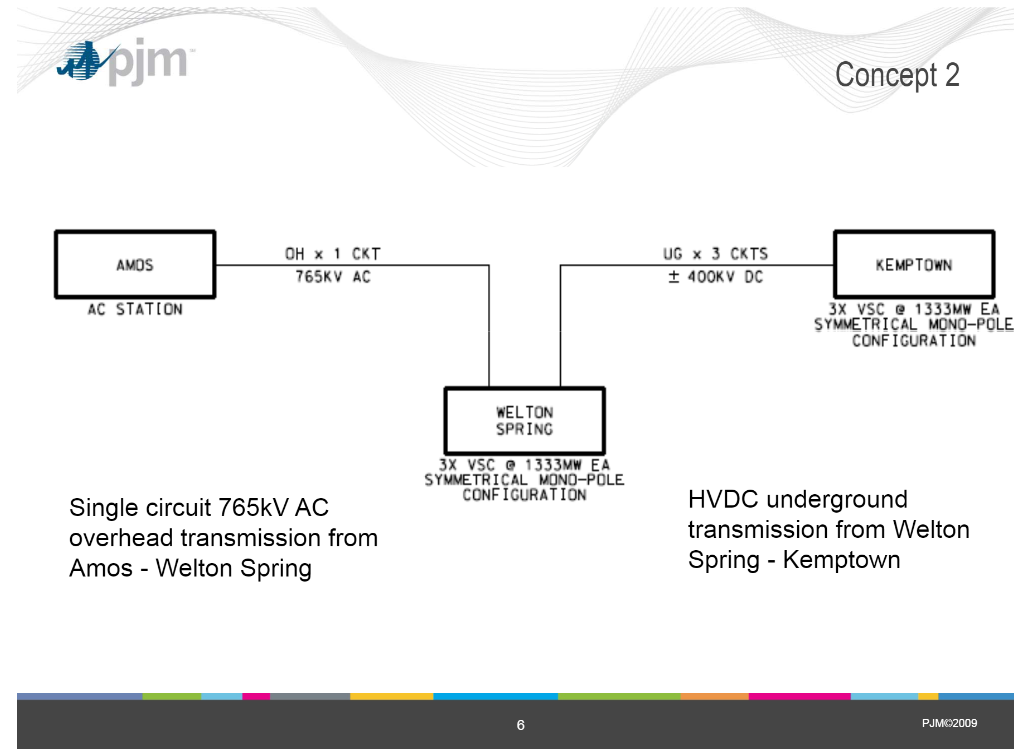 pjm™
Concept 2
AMOS
AC STATION
OH x 1 CKT
765KV AC
UG x 3 CKTS
± 400KV DC
KEMPTOWN
3X VSC @ 1333MW EA
SYMMETRICAL MONO-POLE
CONFIGURATION
WELTON
SPRING
3X VSC @ 1333MW EA
SYMMETRICAL MONO-POLE
CONFIGURATION
Single circuit 765kV AC
overhead transmission from
Amos - Welton Spring
HVDC underground
transmission from Welton
Spring - Kemptown
6
PJM©2009